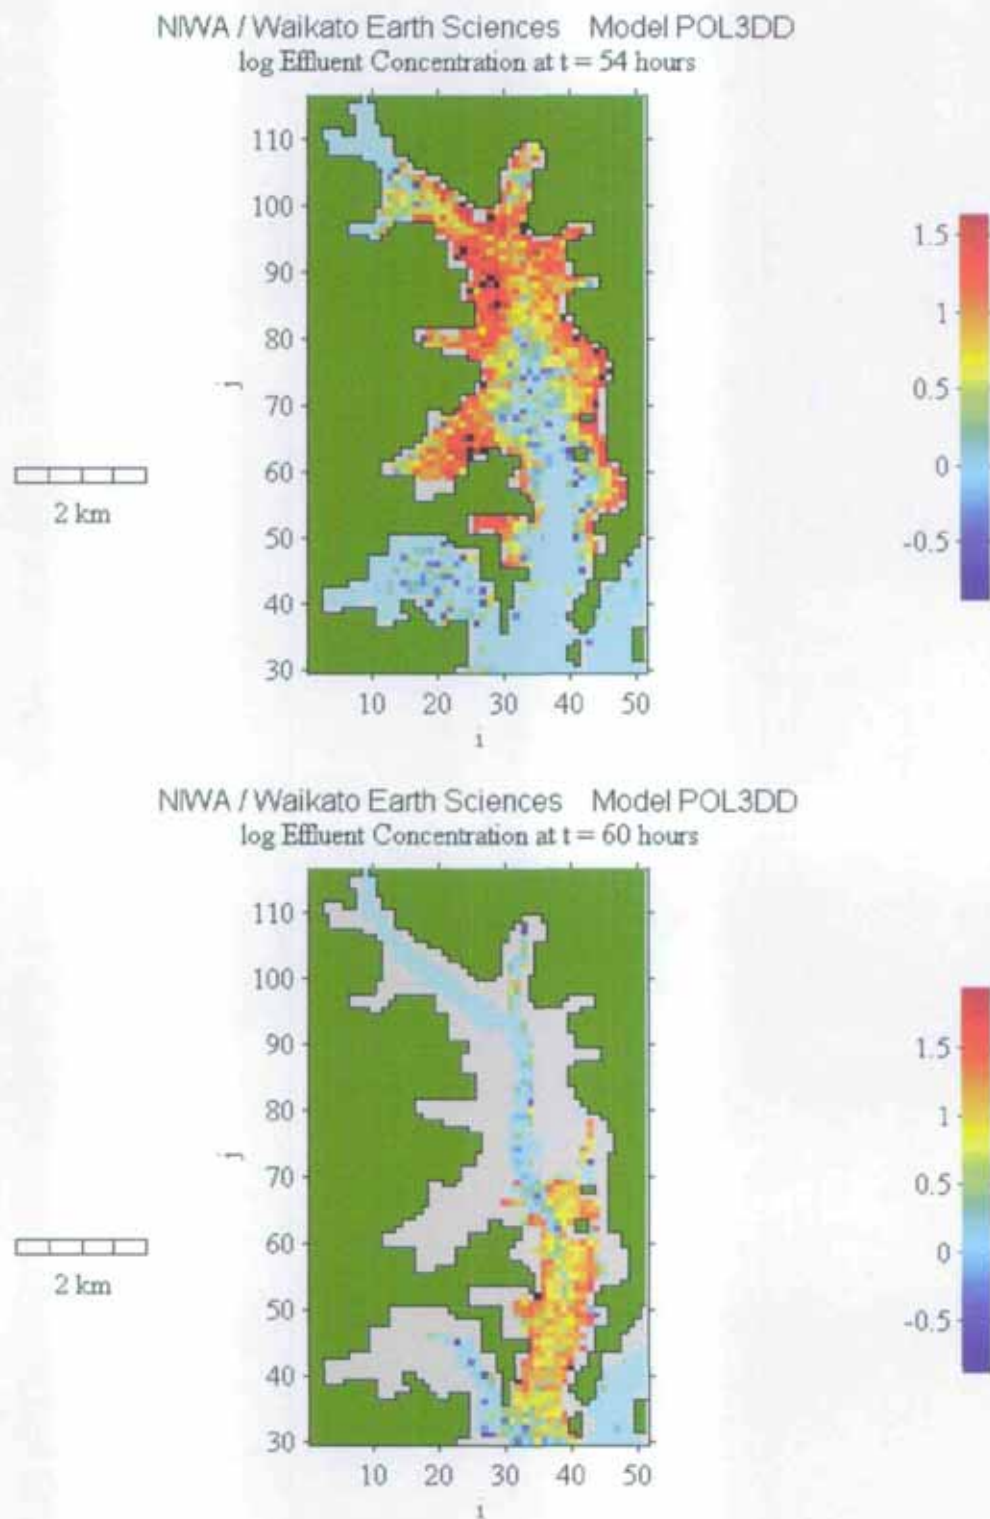 NIWA / Waikato Earth Sciences Model POL3DD
log Effluent Concentration at t = 54 hours
110
100
90
80
70
60
50
40
30
j
10 20 30 40 50
i
2 km
1.5
1
0.5
0
-0.5
NIWA / Waikato Earth Sciences Model POL3DD
log Effluent Concentration at t = 60 hours
110
100
90
80
70
60
50
40
30
j
10 20 30 40 50
i
2 km
1.5
1
0.5
0
-0.5